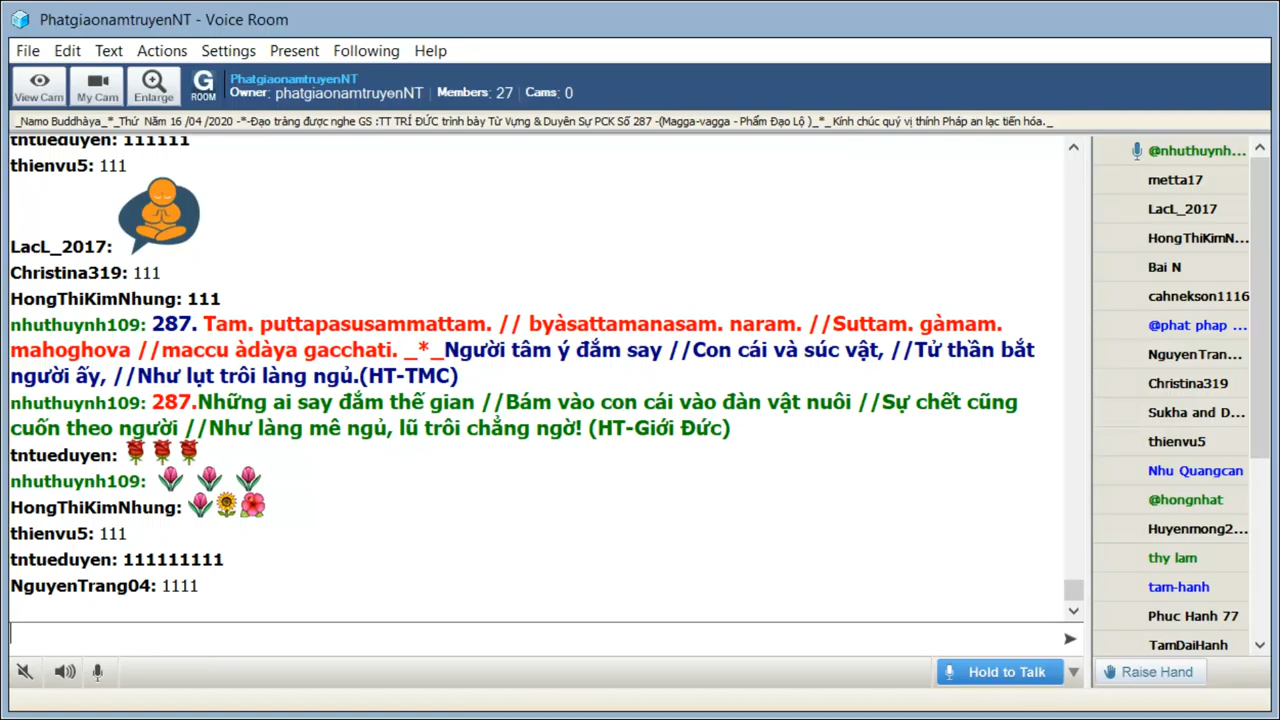 PhatgiaonamtruyenNT - Voice Room
File Edit Text Actions Settings Present Following Help
View Cam My Cam Enlarge G ROOM
PhatgiaonamtruyenNT
Owner: phatgiaonamtruyenNT Members: 27 Cams: 0
_Namo Buddhàya_*_Thứ Năm 16 /04 /2020 -*-Đạo tràng được nghe GS :TT TRÍ ĐỨC trình bày Từ Vựng & Duyên Sự PCK Số 287 -(Magga-vagga - Phẩm Đạo Lộ )_*_ Kính chúc quý vị thính Pháp an lạc tiến hóa._
tntueduyen: 111111
thienvu5: 111
LacL_2017:
Christina319: 111
HongThiKimNhung: 111
nhuthuynh109: 287. Tam. puttapasusammattam. // byàsattamanasam. naram. //Suttam. gàmam.
mahoghova //maccu àdàya gacchati. _*_Người tâm ý đắm say //Con cái và súc vật, //Tử thần bắt
người ấy, //Như lụt trôi làng ngủ.(HT-TMC)
nhuthuynh109: 287.Những ai say đắm thế gian //Bám vào con cái vào đàn vật nuôi //Sự chết cũng
cuốn theo người //Như làng mê ngủ, lũ trôi chẳng ngờ! (HT-Giới Đức)
tntueduyen:
nhuthuynh109:
HongThiKimNhung:
thienvu5: 111
tntueduyen: 111111111
NguyenTrang04: 1111
@nhuthuynh...
metta17
LacL_2017
HongThiKimN...
Bai N
cahnekson1116
@phat phap ...
NguyenTran...
Christina319
Sukha and D...
thienvu5
Nhu Quangcan
@hongnhat
Huyenmong2...
thy lam
tam-hanh
Phuc Hanh 77
TamDaiHanh
Hold to Talk
Raise Hand